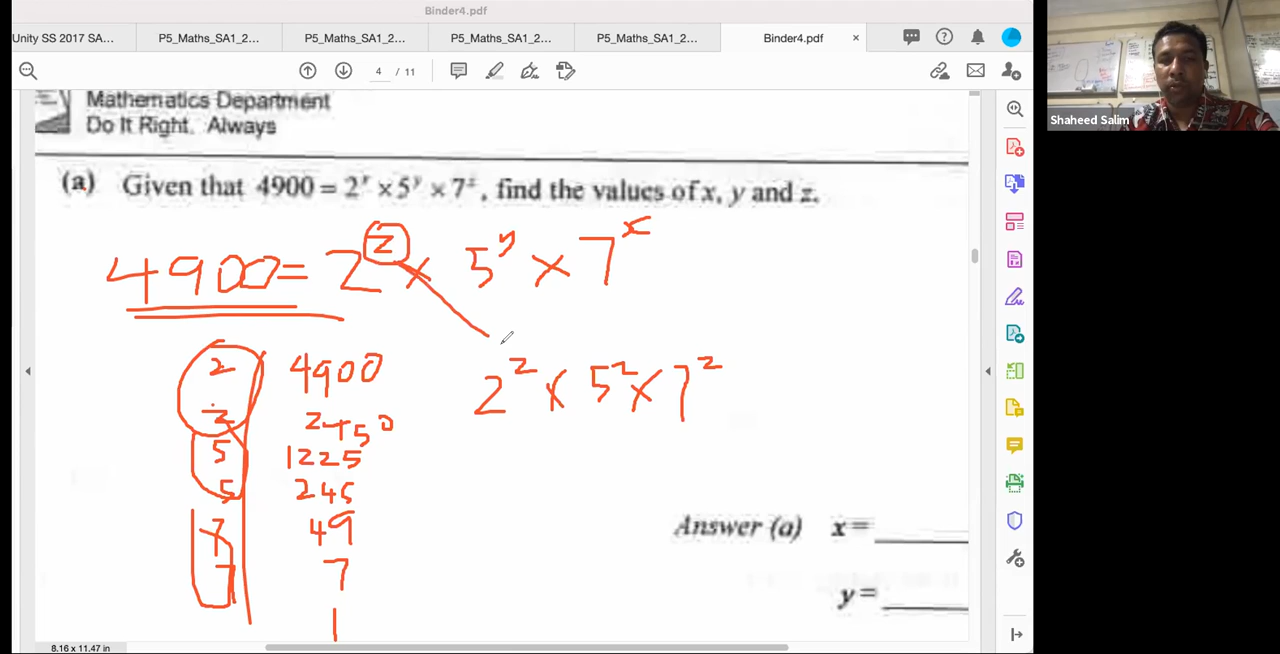 Binder4.pdf
Unity SS 2017 SA... P5_Maths_SA1_2... P5_Maths_SA1_2... P5_Maths_SA1_2... P5_Maths_SA1_2... Binder4.pdf ×
4 / 11
Shaheed Salim
Mathematics Department
Do It Right, Always
(a) Given that 4900 = 2ˣ × 5ʸ × 7ᶻ, find the values of x, y and z.
4900 = 2ᶻ × 5ʸ × 7ˣ
2 4900
2 2450
5 1225
5 245
7 49
7 7
1
2² × 5² × 7²
Answer (a) x =
y =
8.16 x 11.47 in